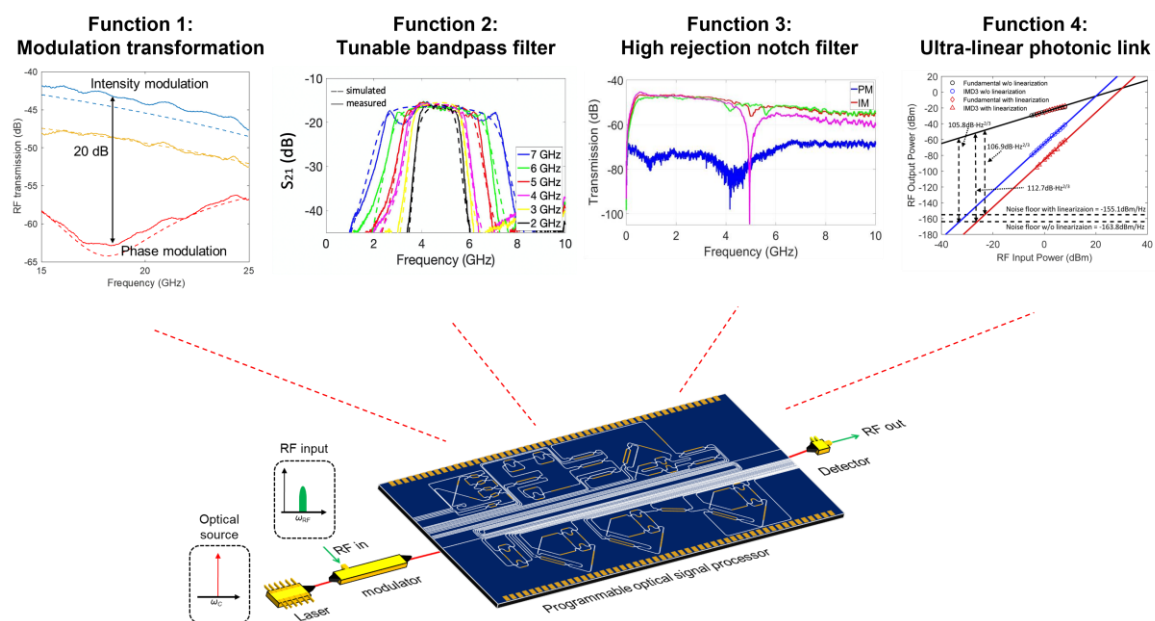 Function 1:
Modulation transformation
Function 2:
Tunable bandpass filter
Function 3:
High rejection notch filter
Function 4:
Ultra-linear photonic link
-40
-45
-50
-55
-60
-65
RF transmission (dB)
Intensity modulation
20 dB
Phase modulation
15
20
25
Frequency (GHz)
-10
-20
-30
-40
S21 (dB)
simulated
measured
7 GHz
6 GHz
5 GHz
4 GHz
3 GHz
2 GHz
0
2
4
6
8
10
Frequency (GHz)
-20
-40
-60
-80
-100
Transmission (dB)
PM
IM
0
2
4
6
8
10
Frequency (GHz)
20
0
-20
-40
-60
-80
-100
-120
-140
-160
-180
RF Output Power (dBm)
Fundamental w/o linearization
IMD3 w/o linearization
Fundamental with linearization
IMD3 with linearization
105.8dB·Hz2/3
106.9dB·Hz2/3
112.7dB·Hz2/3
Noise floor with linearizaion = -155.1dBm/Hz
Noise floor w/o linearizaion = -163.8dBm/Hz
-40
-20
0
20
40
RF Input Power (dBm)
RF input
ωRF
Optical
source
ωC
RF in
Laser
modulator
Programmable optical signal processor
Detector
RF out